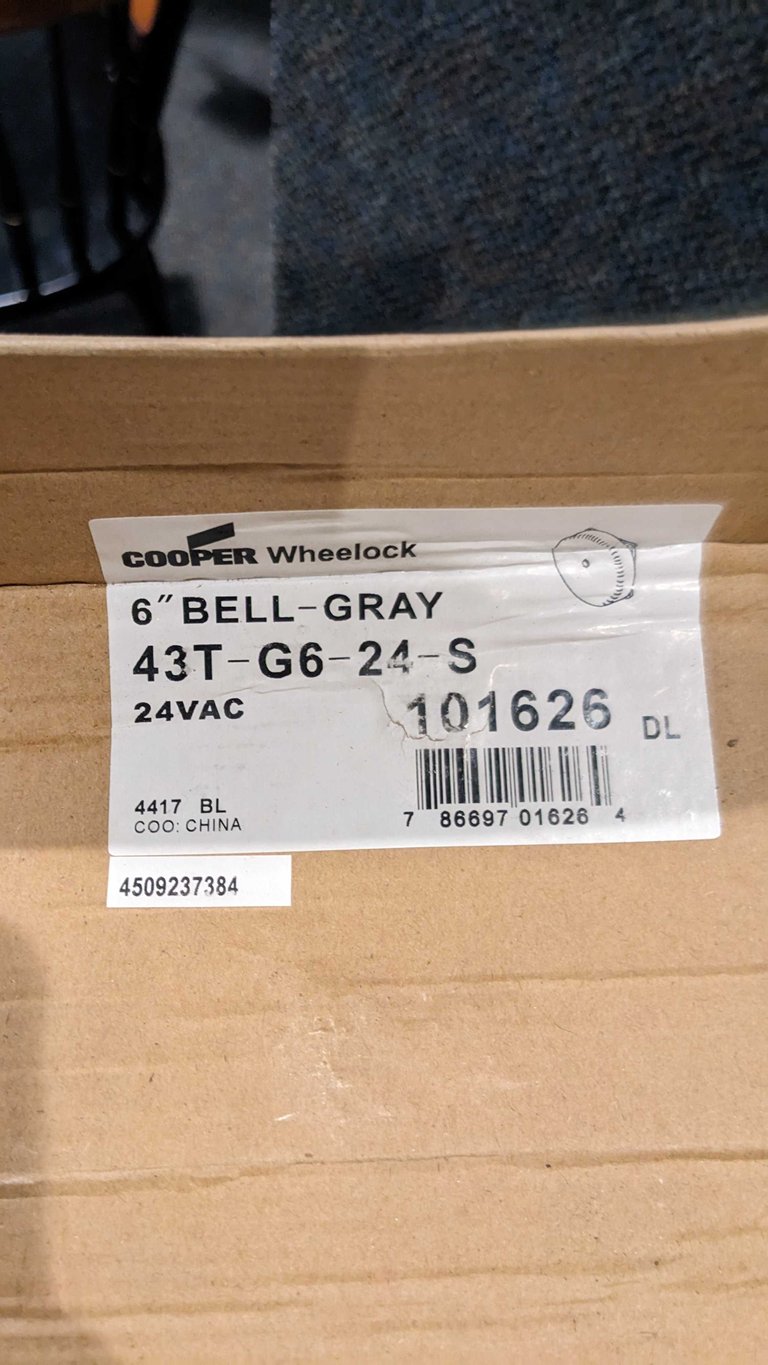 COOPER Wheelock
6″ BELL-GRAY
43T-G6-24-S
24VAC
101626 DL
4417 BL
COO: CHINA
7 86697 01626 4
4509237384